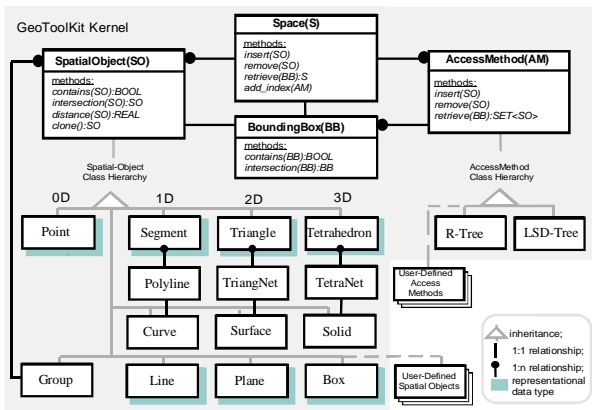 GeoToolKit Kernel
Space(S)
methods:
insert(SO)
remove(SO)
retrieve(BB):S
add_index(AM)
SpatialObject(SO)
methods:
contains(SO):BOOL
intersection(SO):SO
distance(SO):REAL
clone():SO
AccessMethod(AM)
methods:
insert(SO)
remove(SO)
retrieve(BB):SET<SO>
BoundingBox(BB)
methods:
contains(BB):BOOL
intersection(BB):BB
Spatial-Object
Class Hierarchy
AccessMethod
Class Hierarchy
0D
1D
2D
3D
Point
Segment
Triangle
Tetrahedron
R-Tree
LSD-Tree
Polyline
TriangNet
TetraNet
User-Defined
Access
Methods
Curve
Surface
Solid
Group
Line
Plane
Box
User-Defined
Spatial Objects
inheritance;
1:1 relationship;
1:n relationship;
representational
data type